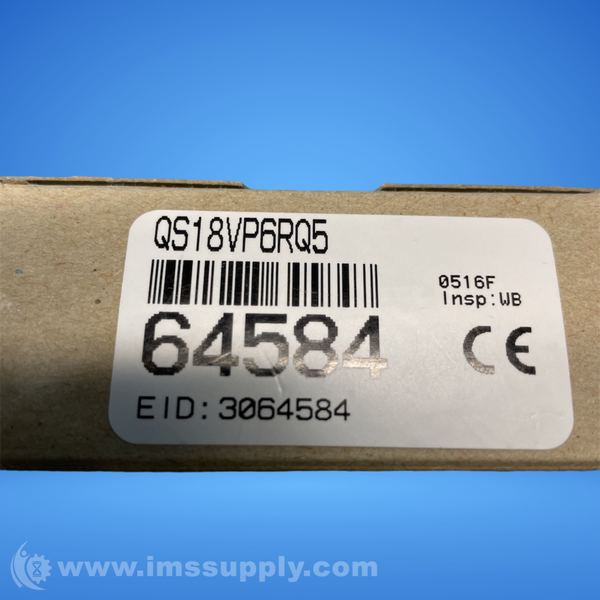 QS18VP6RQ5
0516F
Insp:WB
64584
CE
EID:3064584
www.imssupply.com